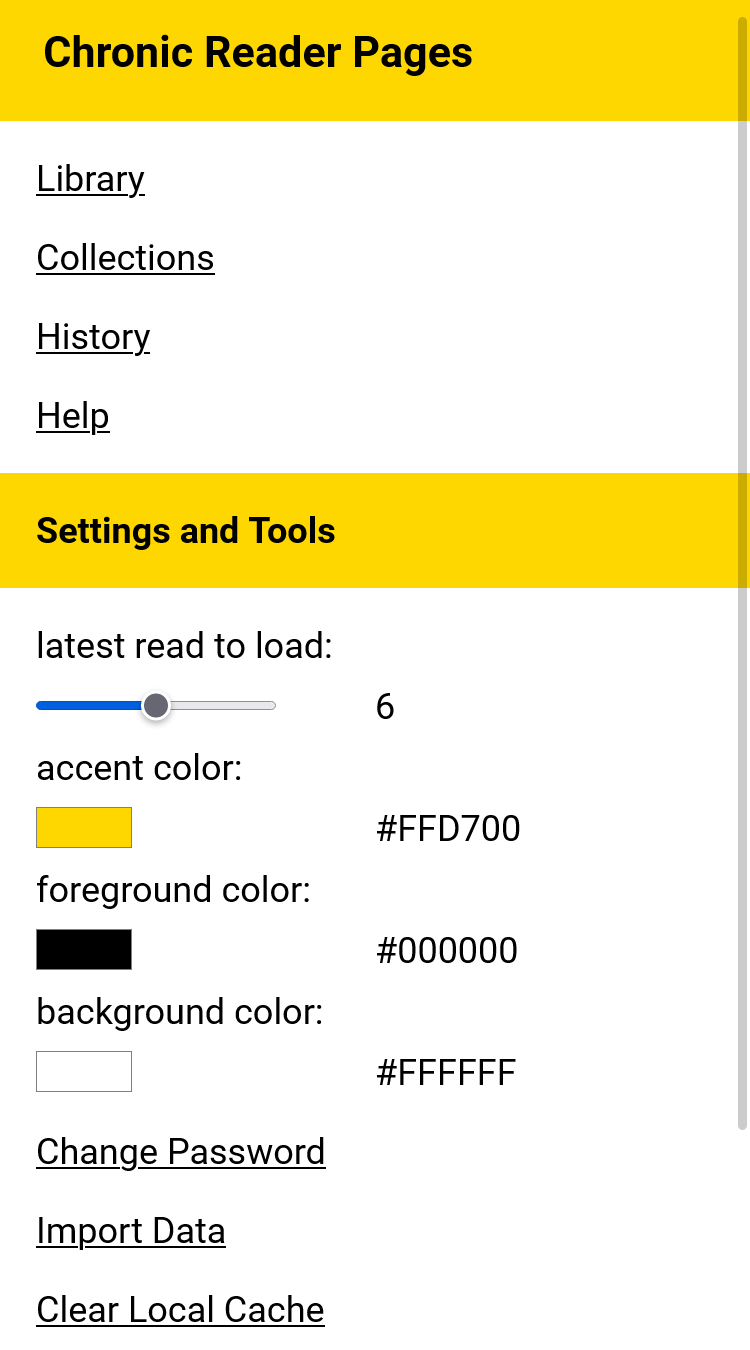 Chronic Reader Pages
Library
Collections
History
Help
Settings and Tools
latest read to load:
6
accent color:
#FFD700
foreground color:
#000000
background color:
#FFFFFF
Change Password
Import Data
Clear Local Cache